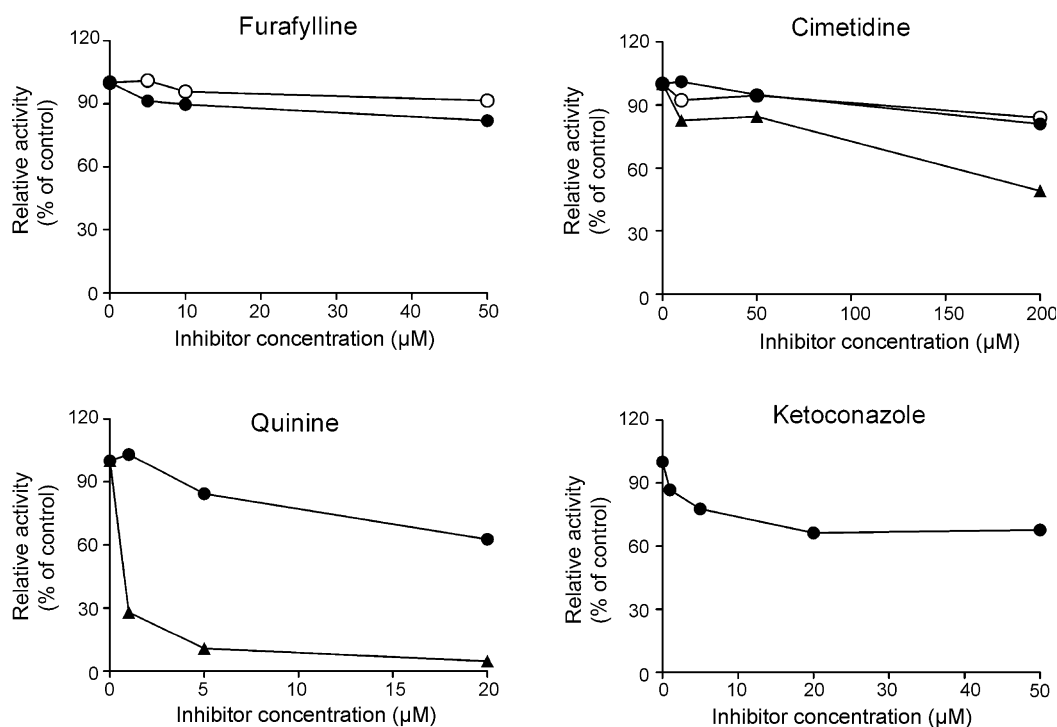 Furafylline
120
90
60
30
0
0
10
20
30
40
50
Relative activity
(% of control)
Inhibitor concentration (µM)
Cimetidine
120
90
60
30
0
0
50
100
150
200
Relative activity
(% of control)
Inhibitor concentration (µM)
Quinine
120
90
60
30
0
0
5
10
15
20
Relative activity
(% of control)
Inhibitor concentration (µM)
Ketoconazole
120
90
60
30
0
0
10
20
30
40
50
Relative activity
(% of control)
Inhibitor concentration (µM)